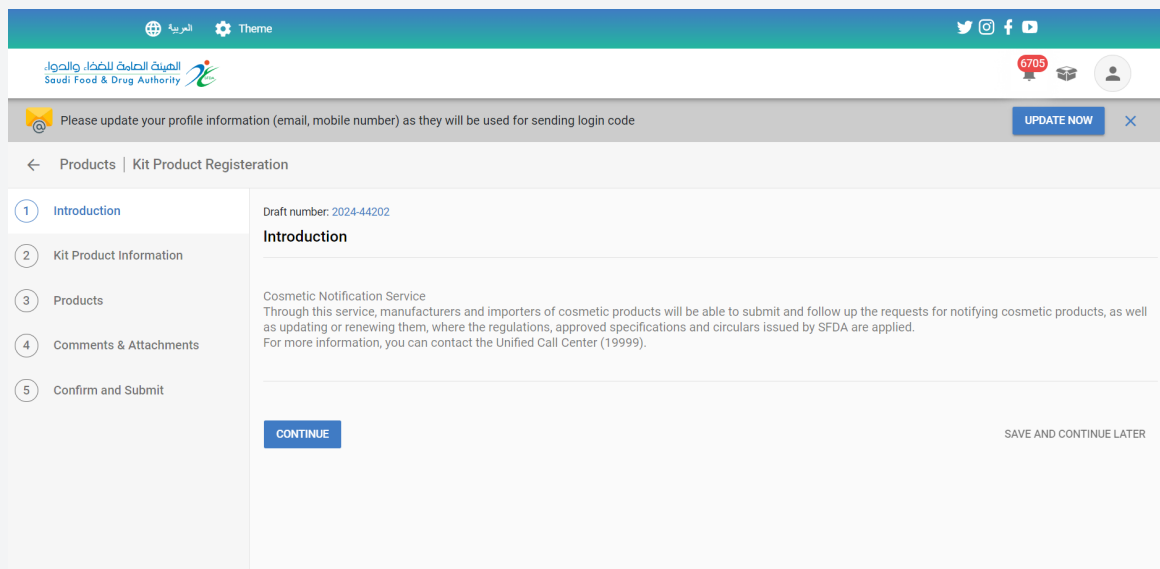 العربية
Theme
الهيئة العامة للغذاء والدواء
Saudi Food & Drug Authority
6705
Please update your profile information (email, mobile number) as they will be used for sending login code
UPDATE NOW
Products | Kit Product Registeration
1 Introduction
2 Kit Product Information
3 Products
4 Comments & Attachments
5 Confirm and Submit
Draft number: 2024-44202
Introduction
Cosmetic Notification Service
Through this service, manufacturers and importers of cosmetic products will be able to submit and follow up the requests for notifying cosmetic products, as well
as updating or renewing them, where the regulations, approved specifications and circulars issued by SFDA are applied.
For more information, you can contact the Unified Call Center (19999).
CONTINUE
SAVE AND CONTINUE LATER